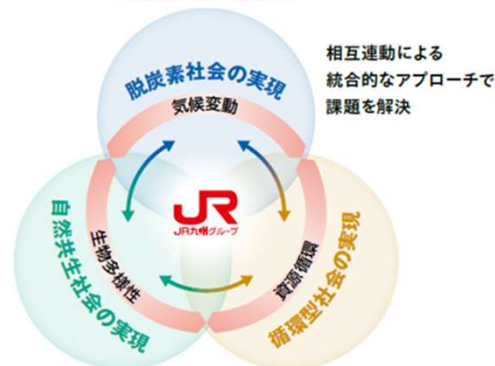 脱炭素社会の実現
気候変動
相互連動による
統合的なアプローチで
課題を解決
JR
JR九州グループ
自然共生社会の実現
生物多様性
資源循環
循環型社会の実現